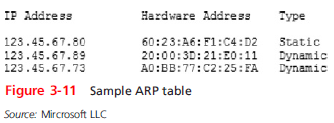 IP Address Hardware Address Type
123.45.67.80 60:23:A6:F1:C4:D2 Static
123.45.67.89 20:00:3D:21:E0:11 Dynamic
123.45.67.73 A0:BB:77:C2:25:FA Dynamic
Figure 3-11 Sample ARP table
Source: Mircrosoft LLC